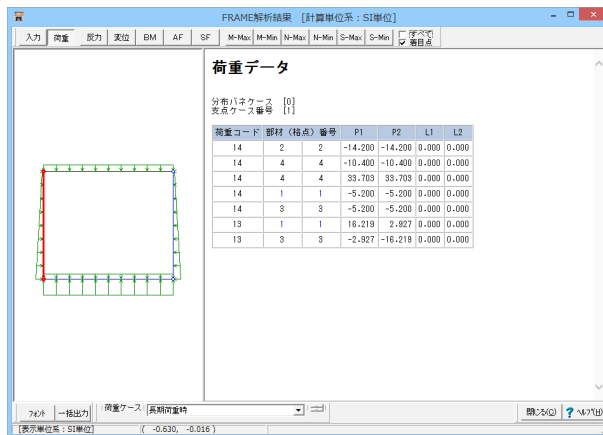 FRAME解析結果 [計算単位系：SI単位]
入力 荷重 反力 変位 BM AF SF M-Max M-Min N-Max N-Min S-Max S-Min すべて
着目点
荷重データ
分布バネケース [0]
支点ケース番号 [1]
荷重コード 部材（格点）番号 P1 P2 L1 L2
14 2 2 -14.200 -14.200 0.000 0.000
14 4 4 -10.400 -10.400 0.000 0.000
14 4 4 33.703 33.703 0.000 0.000
14 1 1 -5.200 -5.200 0.000 0.000
14 3 3 -5.200 -5.200 0.000 0.000
13 1 1 16.219 2.927 0.000 0.000
13 3 3 -2.927 -16.219 0.000 0.000
フォント 一括出力 荷重ケース 長期荷重時 閉じる(C) ? ヘルプ(H)
[表示単位系：SI単位] ( -0.630, -0.016 )